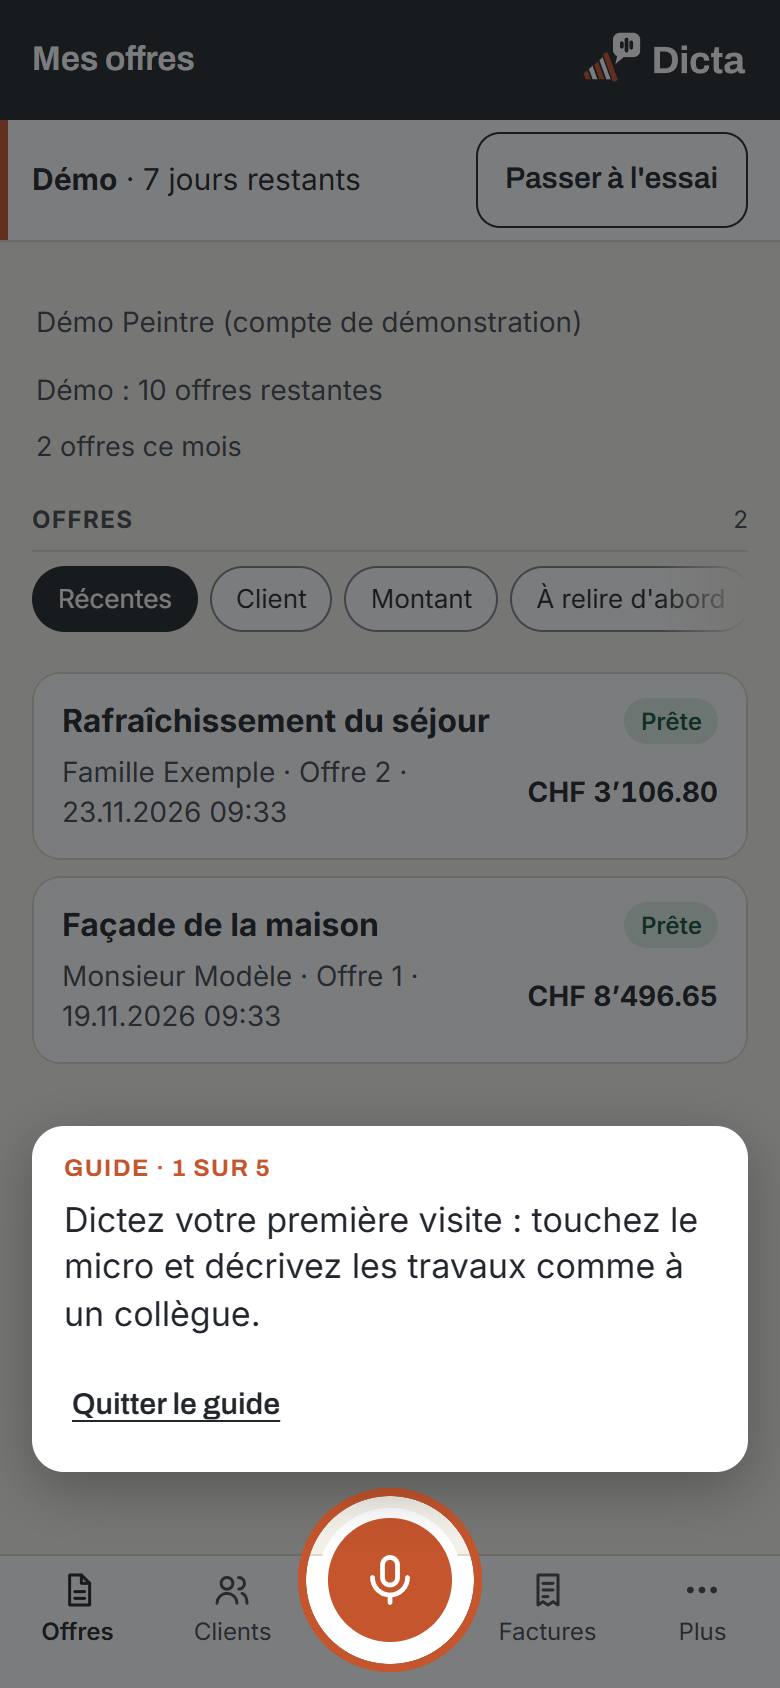 Mes offres
Dicta
Démo · 7 jours restants
Passer à l'essai
Démo Peintre (compte de démonstration)
Démo : 10 offres restantes
2 offres ce mois
OFFRES
2
Récentes
Client
Montant
À relire d'abord
Rafraîchissement du séjour
Prête
Famille Exemple · Offre 2 ·
23.11.2026 09:33
CHF 3’106.80
Façade de la maison
Prête
Monsieur Modèle · Offre 1 ·
19.11.2026 09:33
CHF 8’496.65
GUIDE · 1 SUR 5
Dictez votre première visite : touchez le
micro et décrivez les travaux comme à
un collègue.
Quitter le guide
Offres
Clients
Factures
Plus